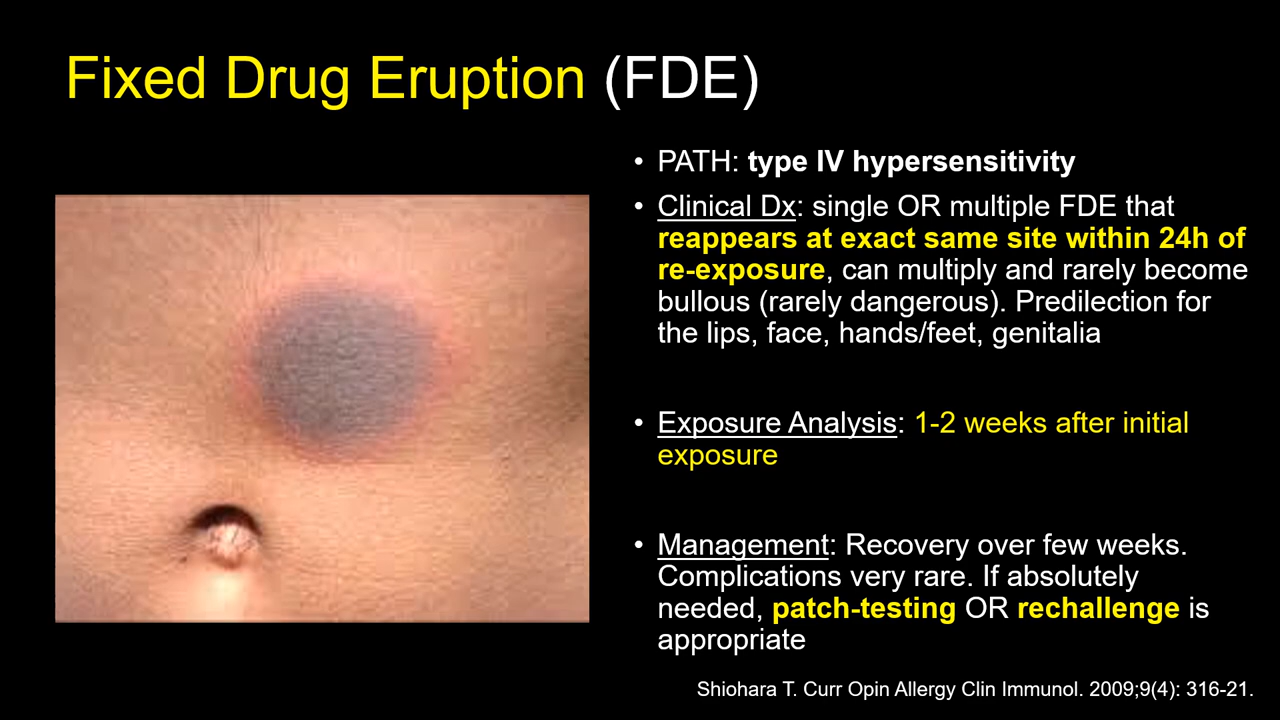 Fixed Drug Eruption (FDE)
• PATH: type IV hypersensitivity
• Clinical Dx: single OR multiple FDE that
reappears at exact same site within 24h of
re-exposure, can multiply and rarely become
bullous (rarely dangerous). Predilection for
the lips, face, hands/feet, genitalia
• Exposure Analysis: 1-2 weeks after initial
exposure
• Management: Recovery over few weeks.
Complications very rare. If absolutely
needed, patch-testing OR rechallenge is
appropriate
Shiohara T. Curr Opin Allergy Clin Immunol. 2009;9(4): 316-21.